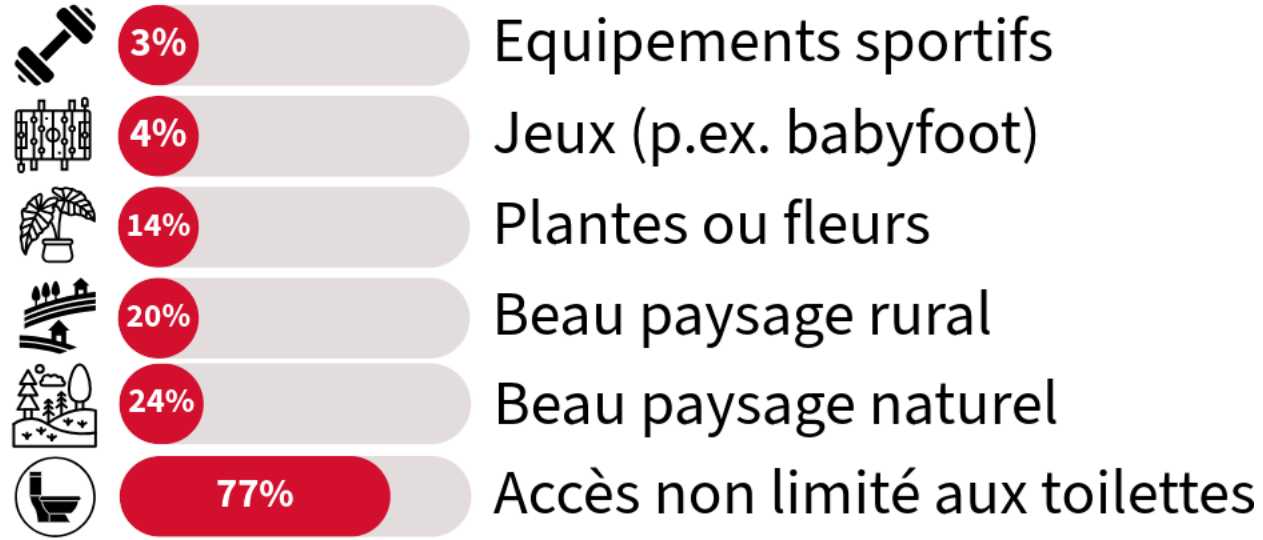 3% Equipements sportifs
4% Jeux (p.ex. babyfoot)
14% Plantes ou fleurs
20% Beau paysage rural
24% Beau paysage naturel
77% Accès non limité aux toilettes